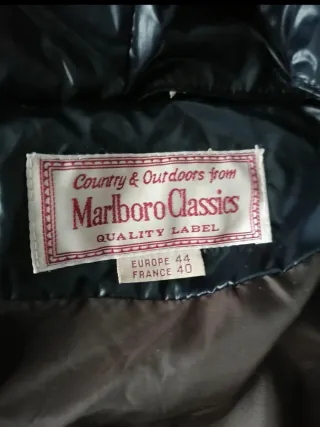 Country & Outdoors from
Marlboro Classics
QUALITY LABEL
EUROPE 44
FRANCE 40